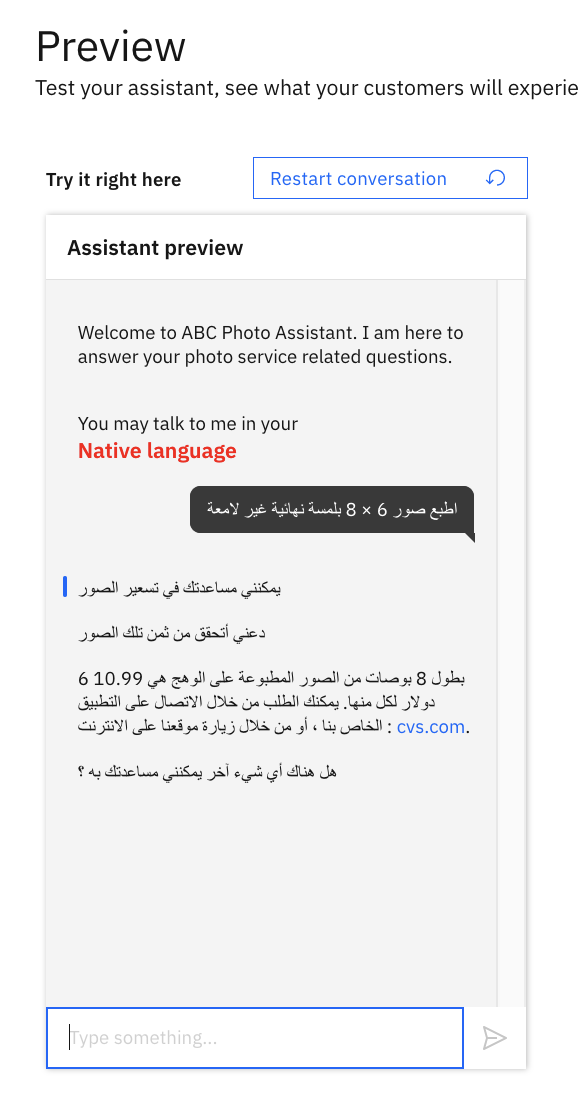 Preview
Test your assistant, see what your customers will experie
Try it right here
Restart conversation
Assistant preview
Welcome to ABC Photo Assistant. I am here to
answer your photo service related questions.
You may talk to me in your
Native language
اطبع صور 6 × 8 بلمسة نهائية غير لامعة
يمكنني مساعدتك في تسعير الصور
دعني أتحقق من ثمن تلك الصور
6 بطول 8 بوصات من الصور المطبوعة على الوهج هي 10.99
دولار لكل منها. يمكنك الطلب من خلال الاتصال على التطبيق
الخاص بنا ، أو من خلال زيارة موقعنا على الانترنت : cvs.com.
هل هناك أي شيء آخر يمكنني مساعدتك به ؟
Type something...